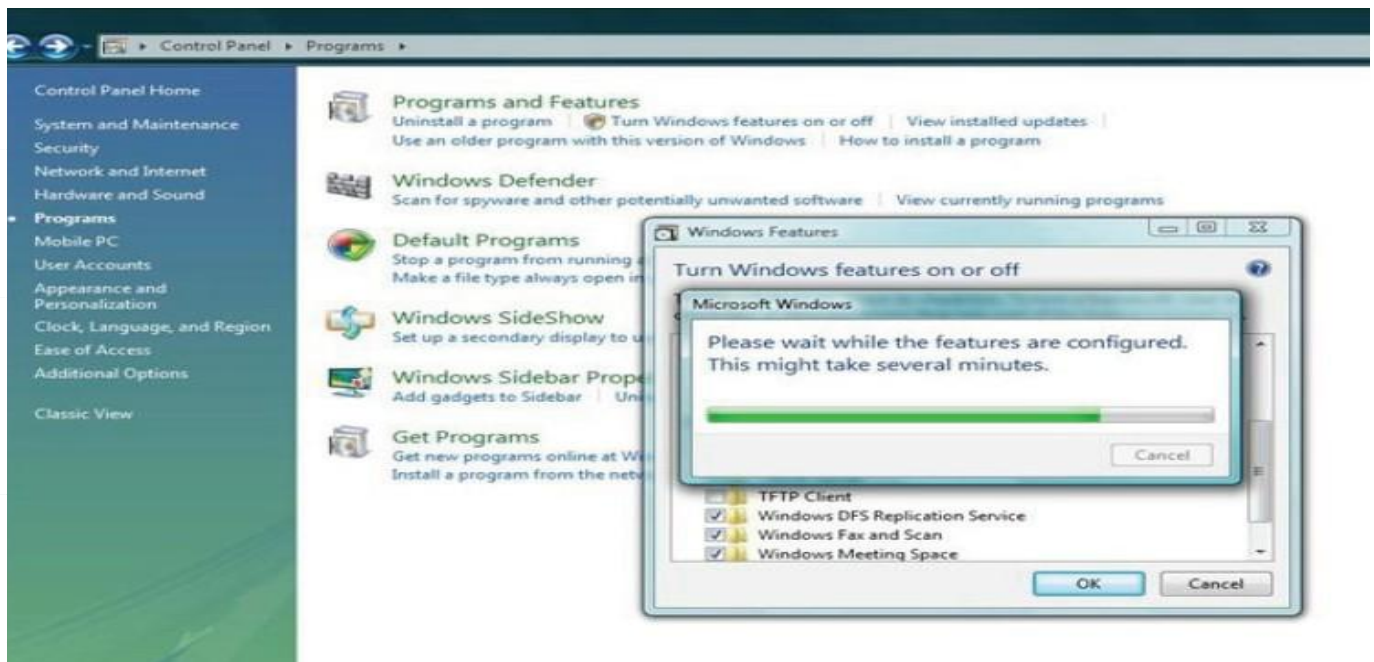 Control Panel Programs
Control Panel Home
System and Maintenance
Security
Network and Internet
Hardware and Sound
Programs
Mobile PC
User Accounts
Appearance and
Personalization
Clock, Language, and Region
Ease of Access
Additional Options
Classic View
Programs and Features
Uninstall a program Turn Windows features on or off View installed updates
Use an older program with this version of Windows How to install a program
Windows Defender
Scan for spyware and other potentially unwanted software View currently running programs
Default Programs
Stop a program from running
Make a file type always open in
Windows SideShow
Set up a secondary display to
Windows Sidebar
Add gadgets to Sidebar
Get Programs
Get new programs online at
Install a program from the
Windows Features
Turn Windows features on or off
Microsoft Windows
Please wait while the features are configured.
This might take several minutes.
Cancel
TFTP Client
Windows DFS Replication Service
Windows Fax and Scan
Windows Meeting Space
OK Cancel